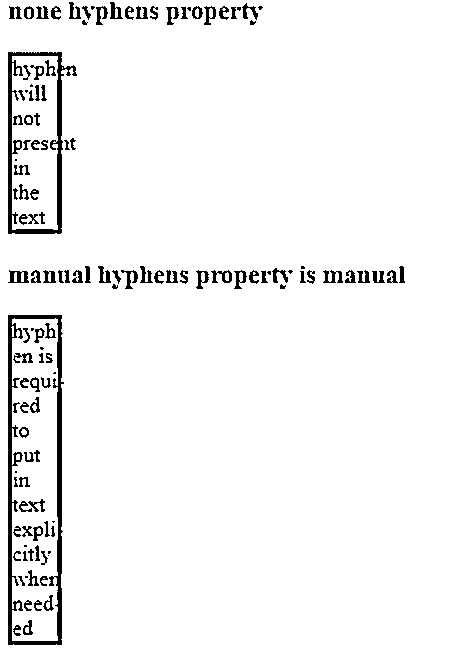 none hyphens property
hyphen
will
not
present
in
the
text
manual hyphens property is manual
hyph-
en is
requi-
red
to
put
in
text
expli-
citly
when
need-
ed